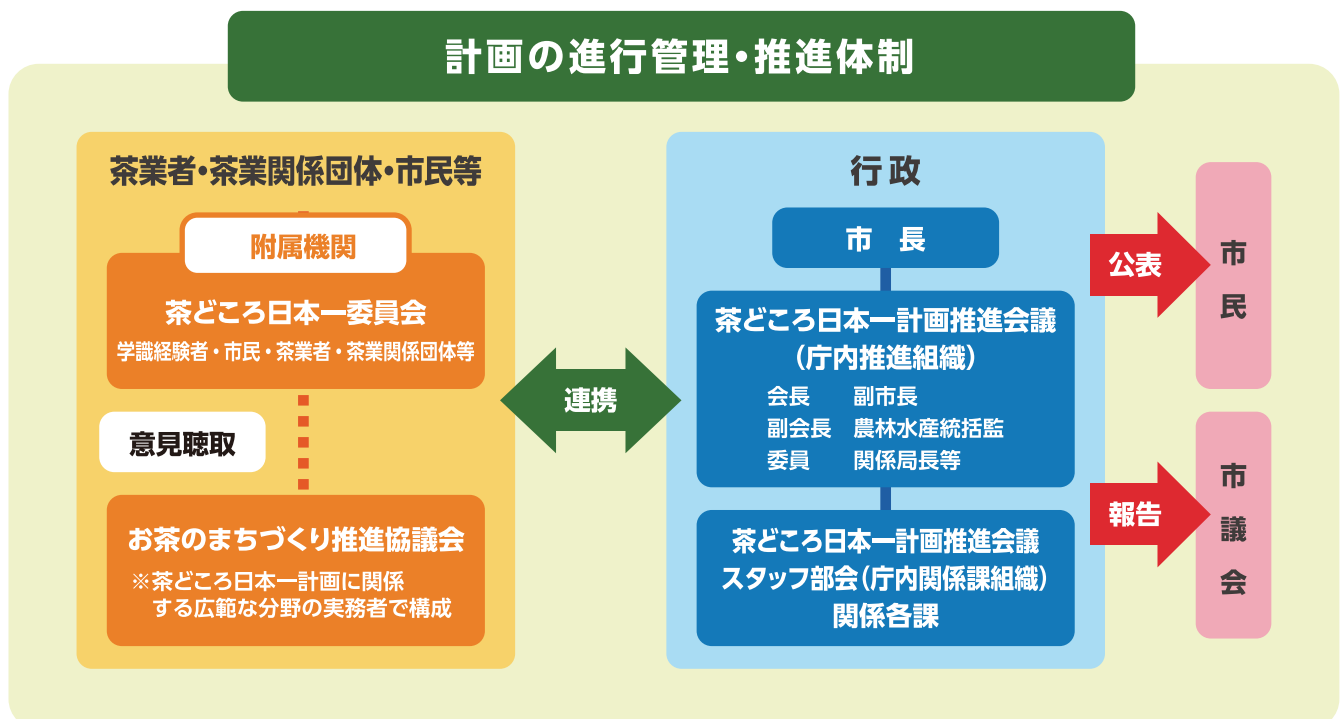 計画の進行管理・推進体制
茶業者・茶業関係団体・市民等
附属機関
茶どころ日本一委員会
学識経験者・市民・茶業者・茶業関係団体等
意見聴取
お茶のまちづくり推進協議会
※茶どころ日本一計画に関係
する広範な分野の実務者で構成
連携
行政
市　長
茶どころ日本一計画推進会議
（庁内推進組織）
会長　副市長
副会長　農林水産統括監
委員　関係局長等
茶どころ日本一計画推進会議
スタッフ部会（庁内関係課組織）
関係各課
公表
市民
報告
市議会